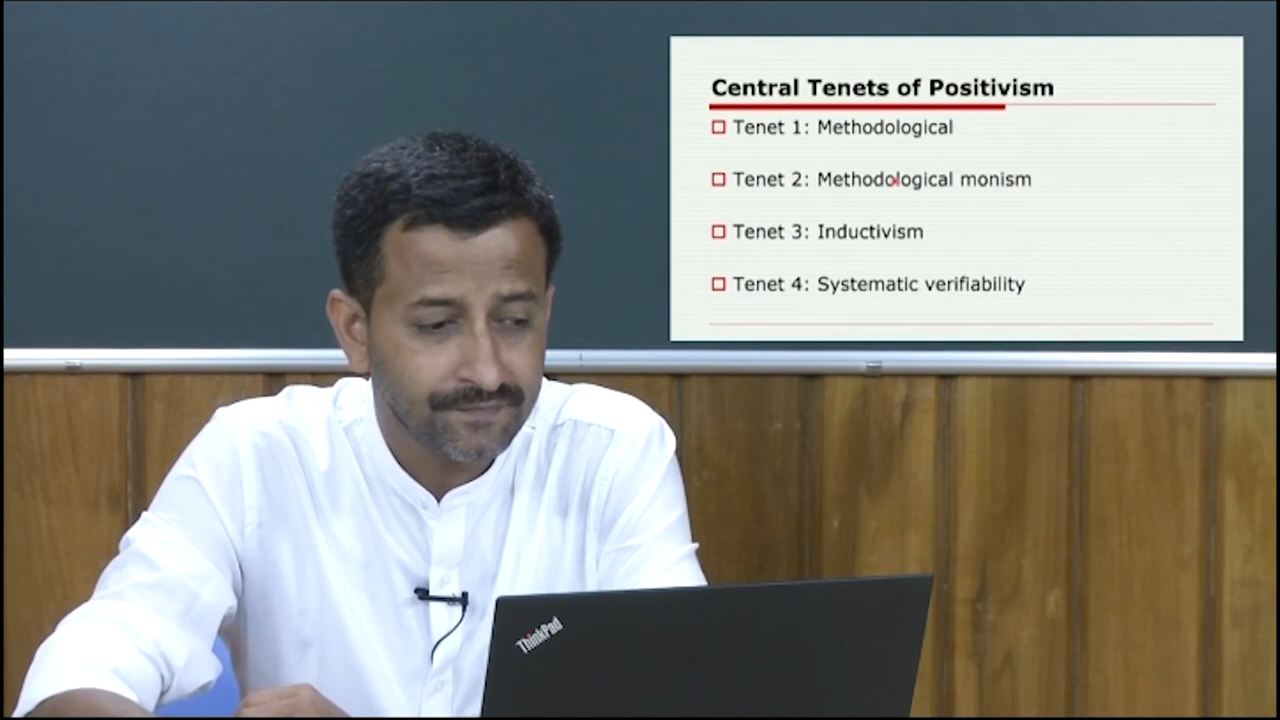 Central Tenets of Positivism
Tenet 1: Methodological
Tenet 2: Methodological monism
Tenet 3: Inductivism
Tenet 4: Systematic verifiability
ThinkPad